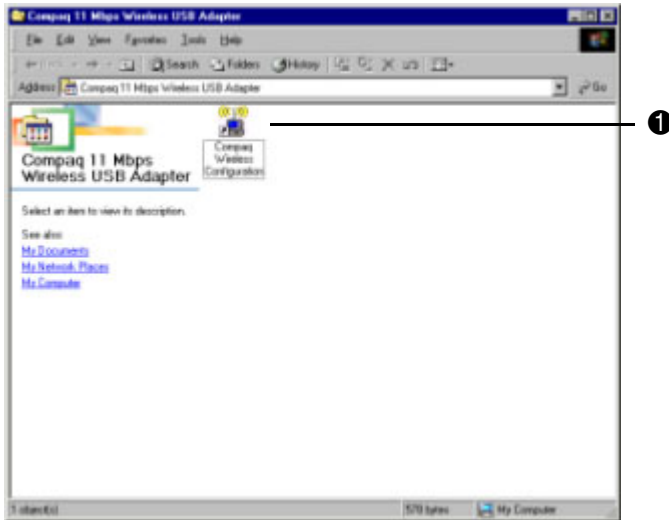 Compaq 11 Mbps Wireless USB Adapter
File Edit View Favorites Tools Help
Search Folders History
Address Compaq 11 Mbps Wireless USB Adapter Go
Compaq Wireless Configuration
❶
Compaq 11 Mbps
Wireless USB Adapter
Select an item to view its description.
See also:
My Documents
My Network Places
My Computer
1 object(s) 578 bytes My Computer